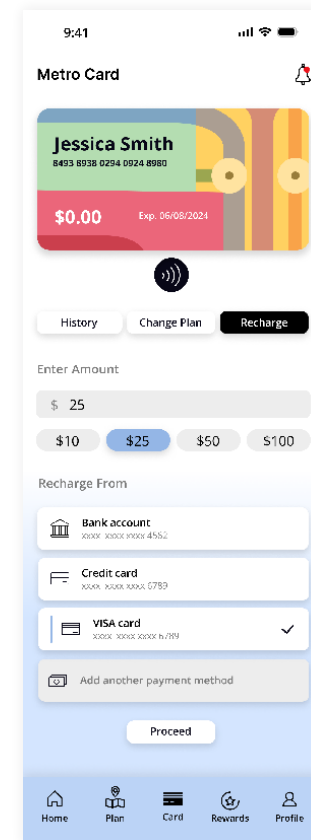 9:41
Metro Card
Jessica Smith
8493 8938 0294 0924 8980
$0.00 Exp. 06/08/2024
History Change Plan Recharge
Enter Amount
$ 25
$10 $25 $50 $100
Recharge From
Bank account
xxxx xxxx xxxx 4562
Credit card
xxxx xxxx xxxx 6789
VISA card
xxxx xxxx xxxx 6789
Add another payment method
Proceed
Home Plan Card Rewards Profile